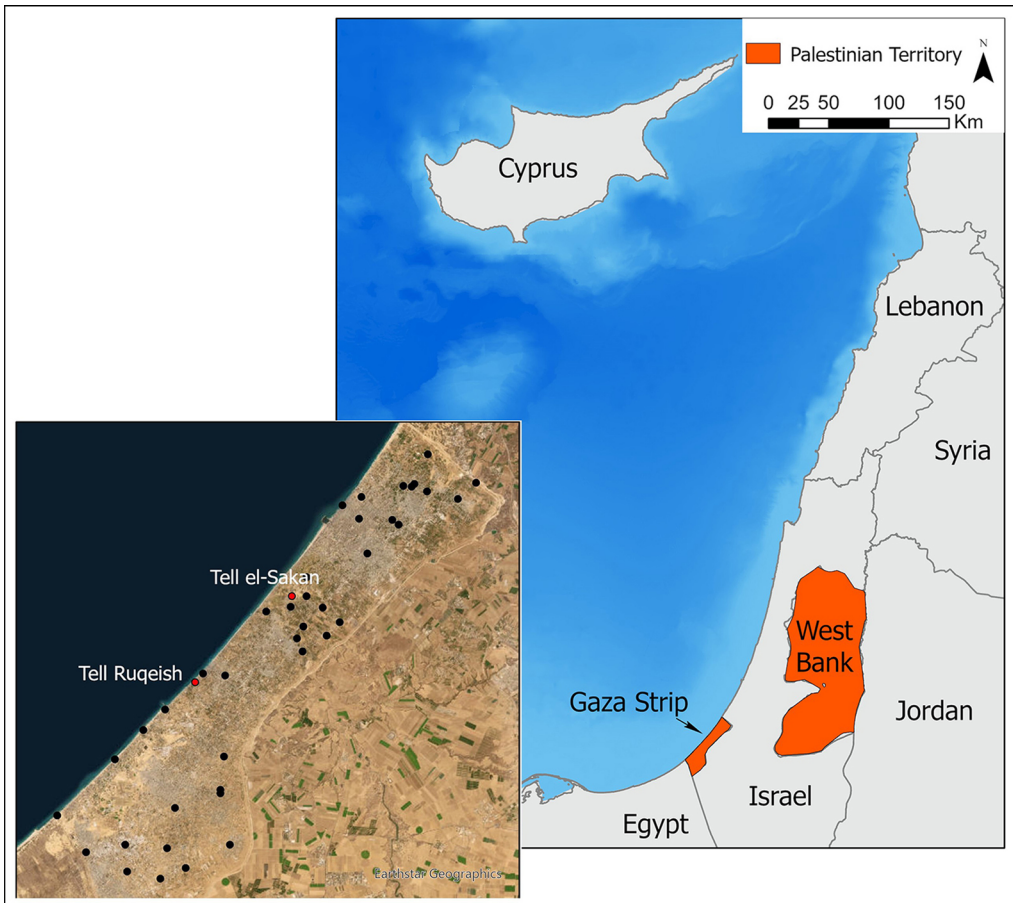 Palestinian Territory
N
0 25 50 100 150
Km
Cyprus
Lebanon
Syria
West
Bank
Gaza Strip
Jordan
Israel
Egypt
Tell el-Sakan
Tell Ruqeish
Earthstar Geographics